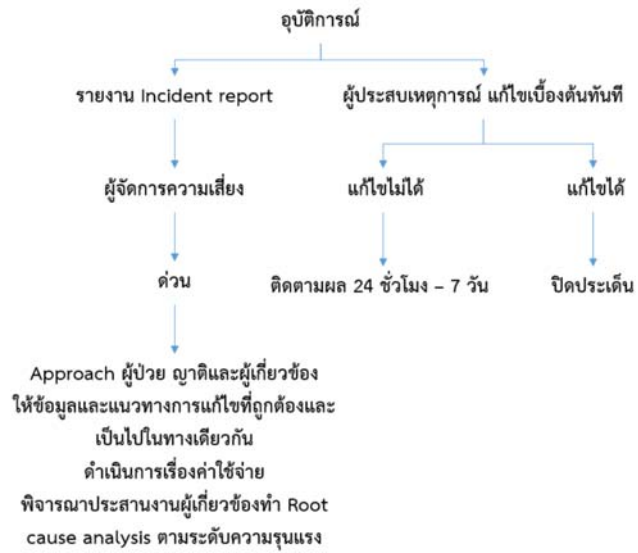 อุบัติการณ์
รายงาน Incident report
ผู้ประสบเหตุการณ์ แก้ไขเบื้องต้นทันที
ผู้จัดการความเสี่ยง
แก้ไขไม่ได้
แก้ไขได้
ด่วน
ติดตามผล 24 ชั่วโมง – 7 วัน
ปิดประเด็น
Approach ผู้ป่วย ญาติและผู้เกี่ยวข้อง
ให้ข้อมูลและแนวทางการแก้ไขที่ถูกต้องและ
เป็นไปในทางเดียวกัน
ดำเนินการเรื่องค่าใช้จ่าย
พิจารณาประสานงานผู้เกี่ยวข้องทำ Root
cause analysis ตามระดับความรุนแรง